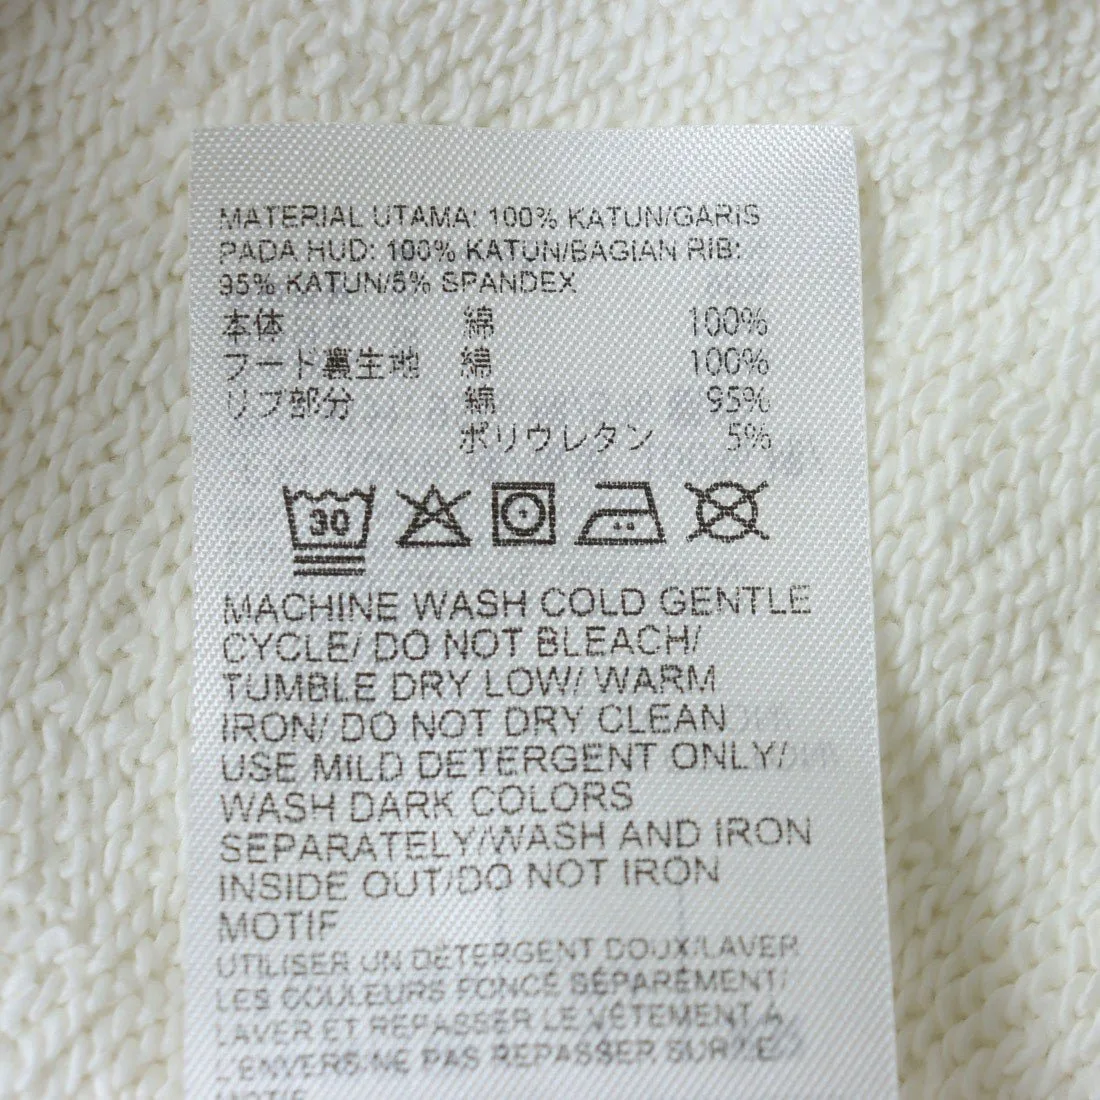 MATERIAL UTAMA: 100% KATUN/GARIS
PADA HUD: 100% KATUN/BAGIAN RIB:
95% KATUN/5% SPANDEX
本体 綿 100%
フード裏生地 綿 100%
リブ部分 綿 95%
ポリウレタン 5%
30
MACHINE WASH COLD GENTLE
CYCLE/ DO NOT BLEACH/
TUMBLE DRY LOW/ WARM
IRON/ DO NOT DRY CLEAN
USE MILD DETERGENT ONLY/
WASH DARK COLORS
SEPARATELY/WASH AND IRON
INSIDE OUT/DO NOT IRON
MOTIF
UTILISER UN DÉTERGENT DOUX/LAVER
LES COULEURS FONCÉ SÉPARÉMENT/
LAVER ET REPASSER LE VÊTEMENT À
L'ENVERS/NE PAS REPASSER SUR LE
MOTIF